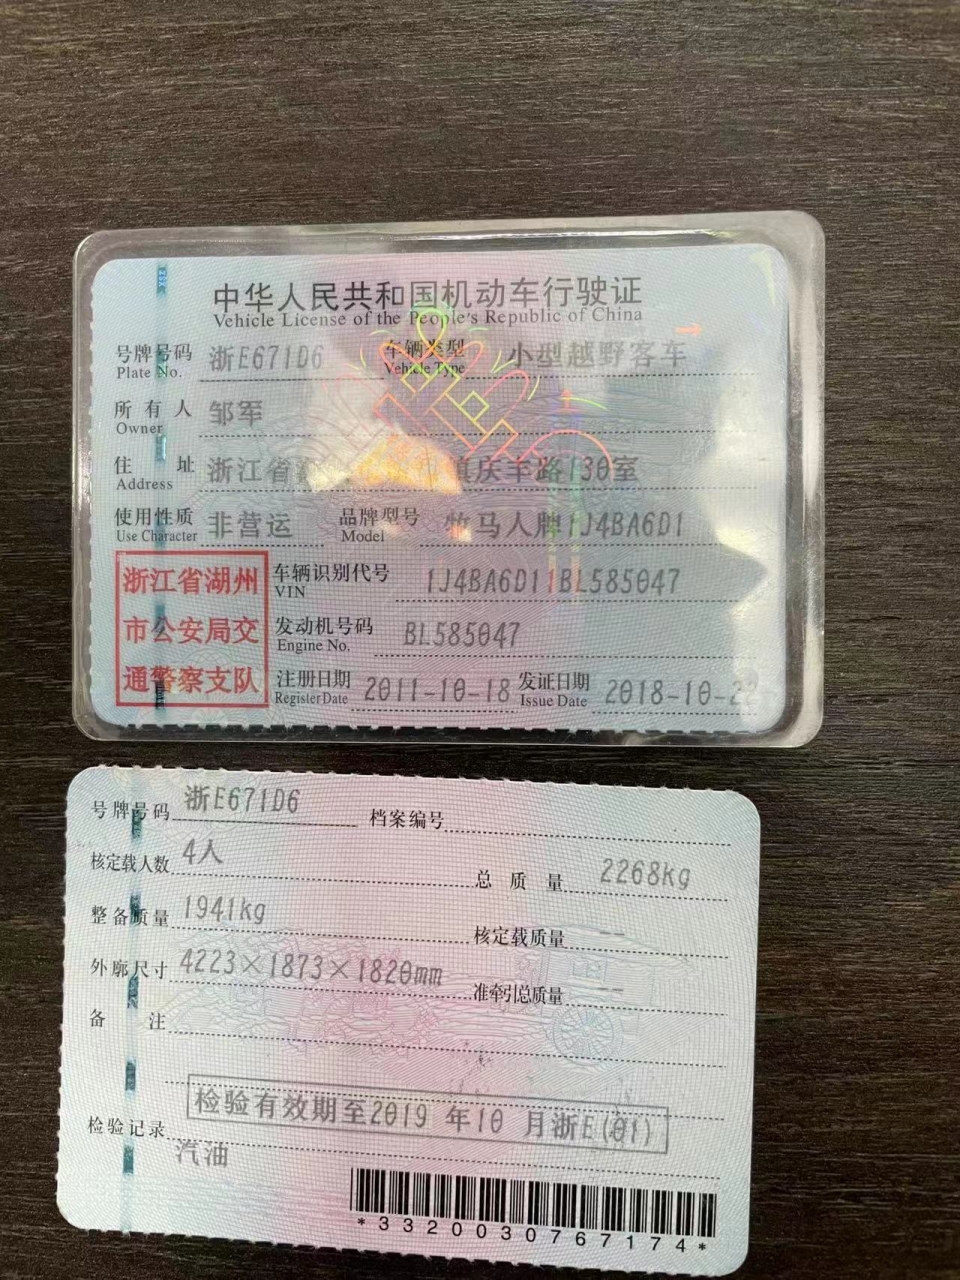 中华人民共和国机动车行驶证
Vehicle License of the People's Republic of China
号牌号码 浙E671D6 车辆类型 小型越野客车
Plate No. Vehicle Type
所有人 邹军
Owner
住址 浙江省 镇庆丰路130室
Address
使用性质 非营运 品牌型号 牧马人牌1J4BA6D1
Use Character Model
浙江省湖州
市公安局交
通警察支队
车辆识别代号 1J4BA6D11BL585047
VIN
发动机号码 BL585047
Engine No.
注册日期 2011-10-18 发证日期 2018-10-22
Register Date Issue Date
号牌号码 浙E671D6 档案编号
核定载人数 4人 总质量 2268kg
整备质量 1941kg 核定载质量 --
外廓尺寸 4223×1873×1820mm 准牵引总质量 --
备注
检验有效期至2019年10月浙E(01)
检验记录
汽油
*3320030767174*